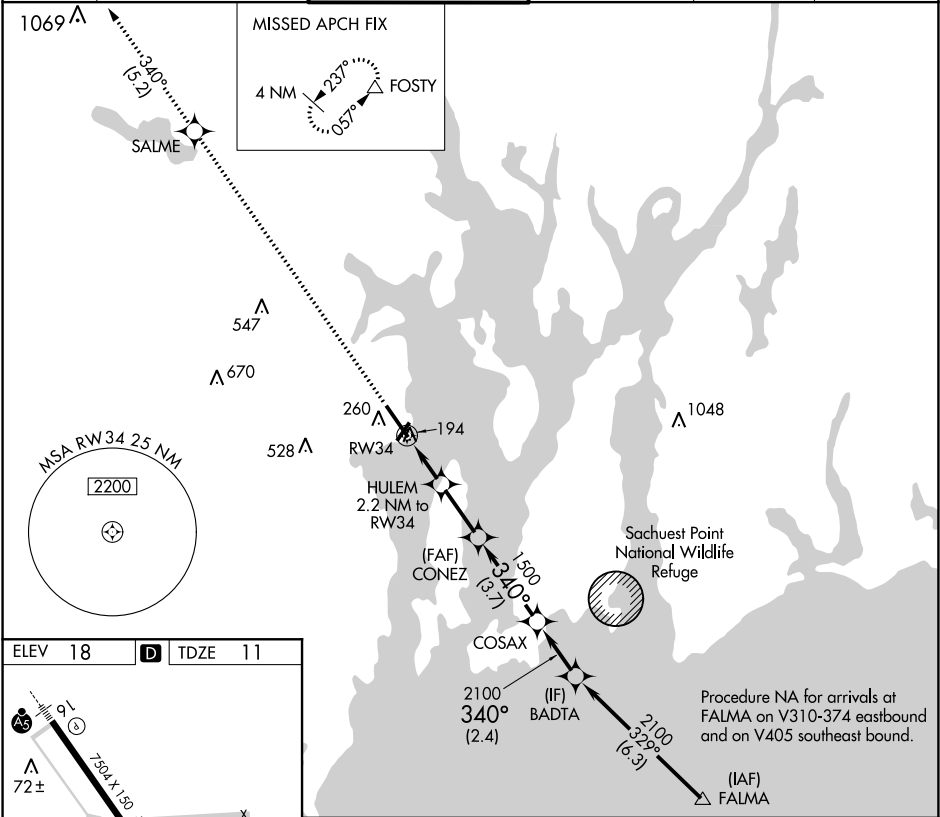 1069
340°
(5.2)
SALME
MISSED APCH FIX
4 NM
237°
057°
FOSTY
547
670
260
194
528
RW34
1048
MSA RW34 25 NM
2200
HULEM
2.2 NM to
RW34
(FAF)
CONEZ
1500
340°
(3.7)
Sachuest Point
National Wildlife
Refuge
COSAX
2100
340°
(2.4)
(IF)
BADTA
2100
329°
(6.3)
Procedure NA for arrivals at
FALMA on V310-374 eastbound
and on V405 southeast bound.
(IAF)
FALMA
ELEV 18 D TDZE 11
A5
16
P
7504 X 150
72±
X